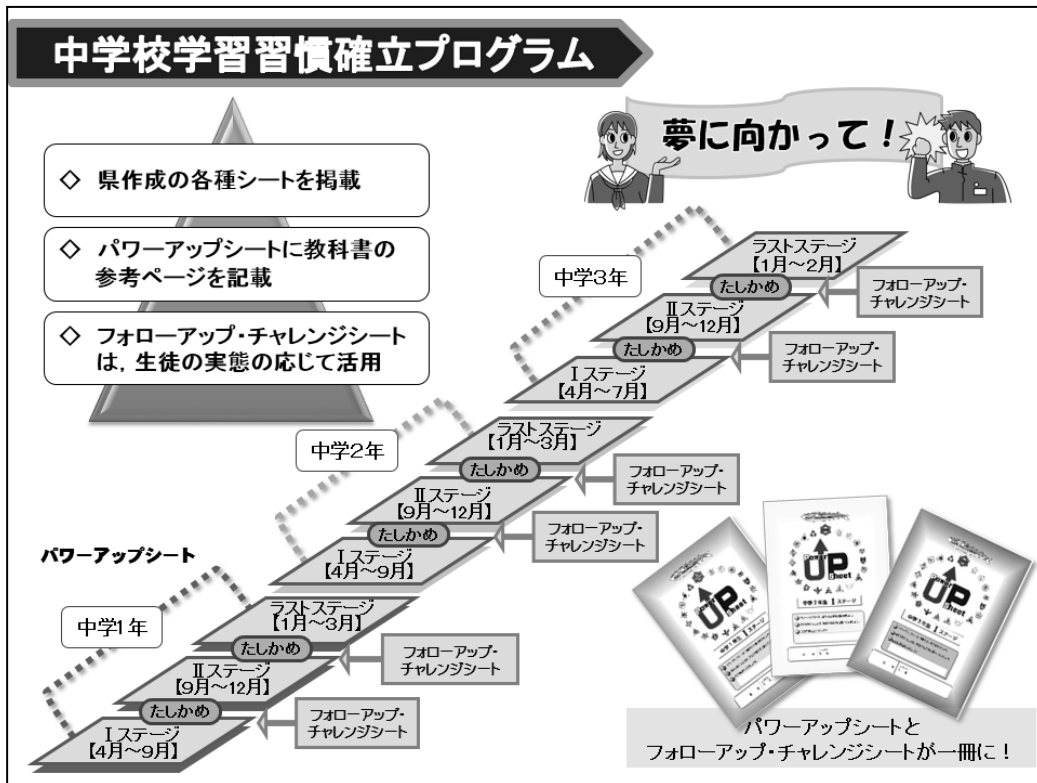 中学校学習習慣確立プログラム
夢に向かって！
◇ 県作成の各種シートを掲載
◇ パワーアップシートに教科書の
参考ページを記載
◇ フォローアップ・チャレンジシート
は，生徒の実態の応じて活用
中学3年
ラストステージ
【1月～2月】
たしかめ
フォローアップ・
チャレンジシート
Ⅱステージ
【9月～12月】
たしかめ
フォローアップ・
チャレンジシート
Ⅰステージ
【4月～7月】
中学2年
ラストステージ
【1月～3月】
たしかめ
フォローアップ・
チャレンジシート
Ⅱステージ
【9月～12月】
たしかめ
フォローアップ・
チャレンジシート
Ⅰステージ
【4月～9月】
パワーアップシート
中学1年
ラストステージ
【1月～3月】
たしかめ
フォローアップ・
チャレンジシート
Ⅱステージ
【9月～12月】
たしかめ
フォローアップ・
チャレンジシート
Ⅰステージ
【4月～9月】
UP
Sheet
UP
Sheet
UP
Sheet
パワーアップシートと
フォローアップ・チャレンジシートが一冊に！